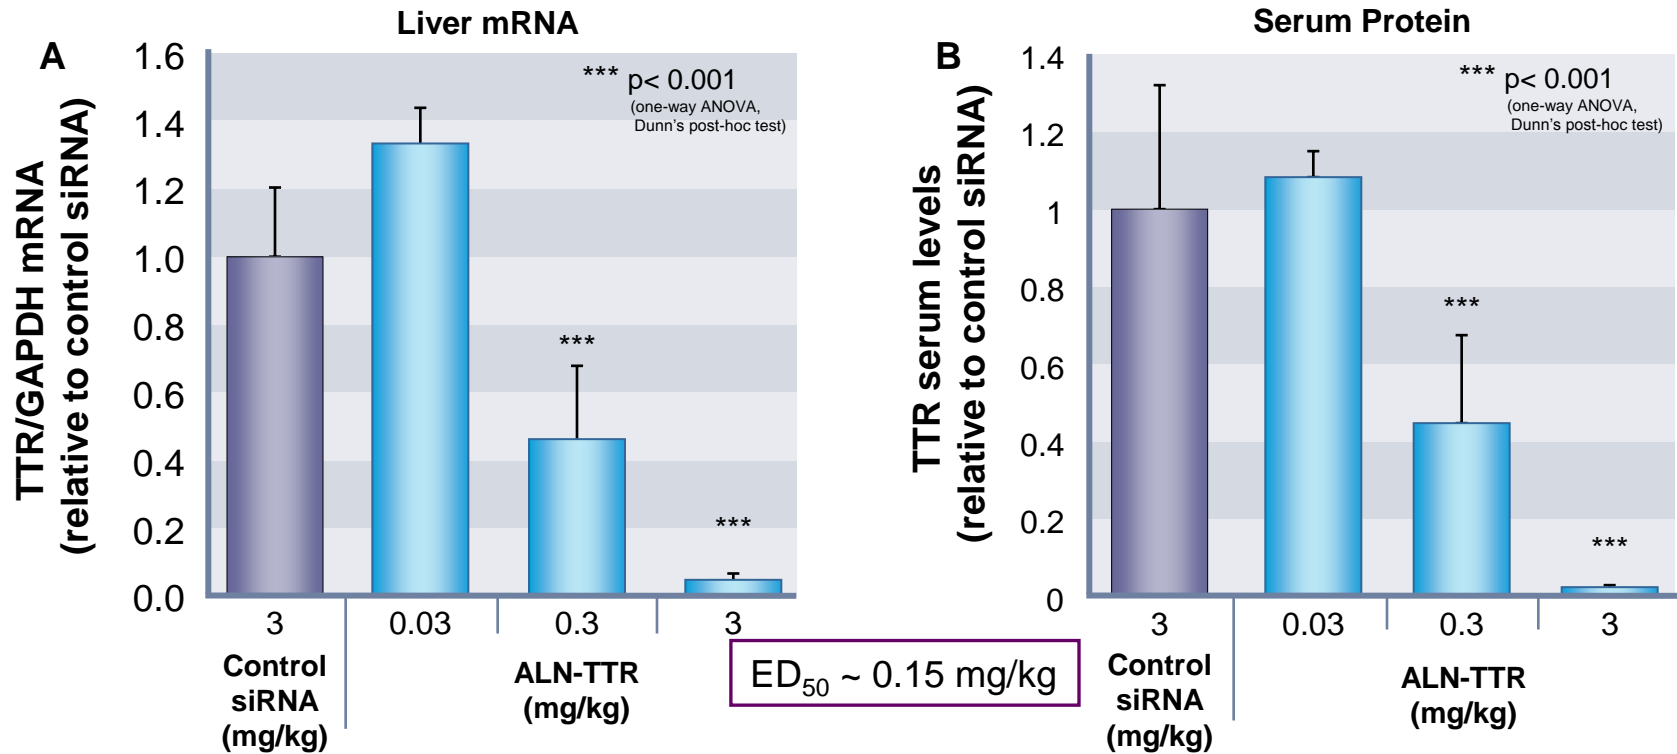 Liver mRNA
A
TTR/GAPDH mRNA
(relative to control siRNA)
1.6
1.4
1.2
1.0
0.8
0.6
0.4
0.2
0.0
*** p< 0.001
(one-way ANOVA,
Dunn's post-hoc test)
***
***
3
0.03
0.3
3
Control
siRNA
(mg/kg)
ALN-TTR
(mg/kg)
ED50 ~ 0.15 mg/kg
Serum Protein
B
TTR serum levels
(relative to control siRNA)
1.4
1.2
1
0.8
0.6
0.4
0.2
0
*** p< 0.001
(one-way ANOVA,
Dunn's post-hoc test)
***
***
3
0.03
0.3
3
Control
siRNA
(mg/kg)
ALN-TTR
(mg/kg)